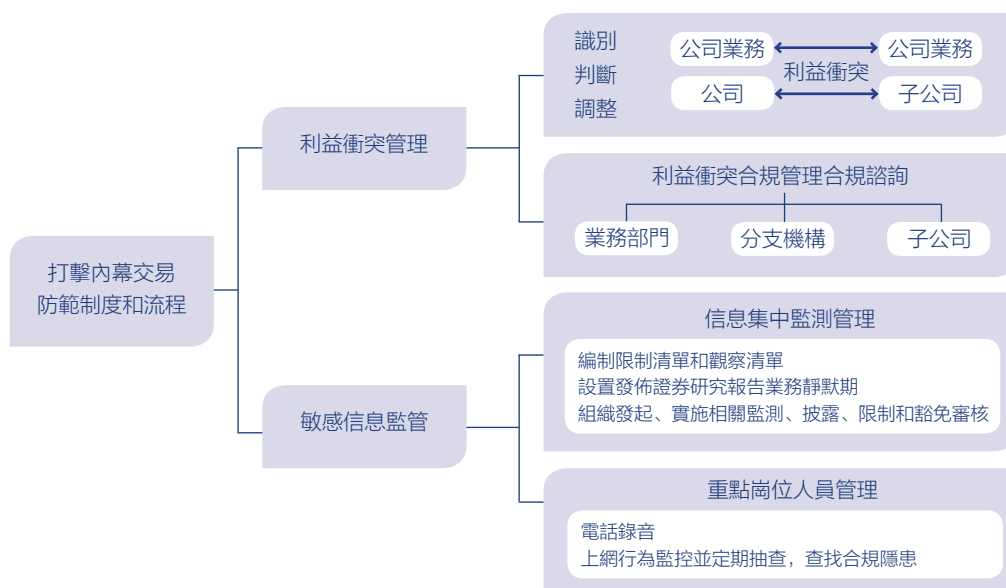 打擊內幕交易
防範制度和流程
利益衝突管理
識別
判斷
調整
公司業務
公司業務
利益衝突
公司
子公司
利益衝突合規管理合規諮詢
業務部門
分支機構
子公司
敏感信息監管
信息集中監測管理
編制限制清單和觀察清單
設置發佈證券研究報告業務靜默期
組織發起、實施相關監測、披露、限制和豁免審核
重點崗位人員管理
電話錄音
上網行為監控並定期抽查，查找合規隱患